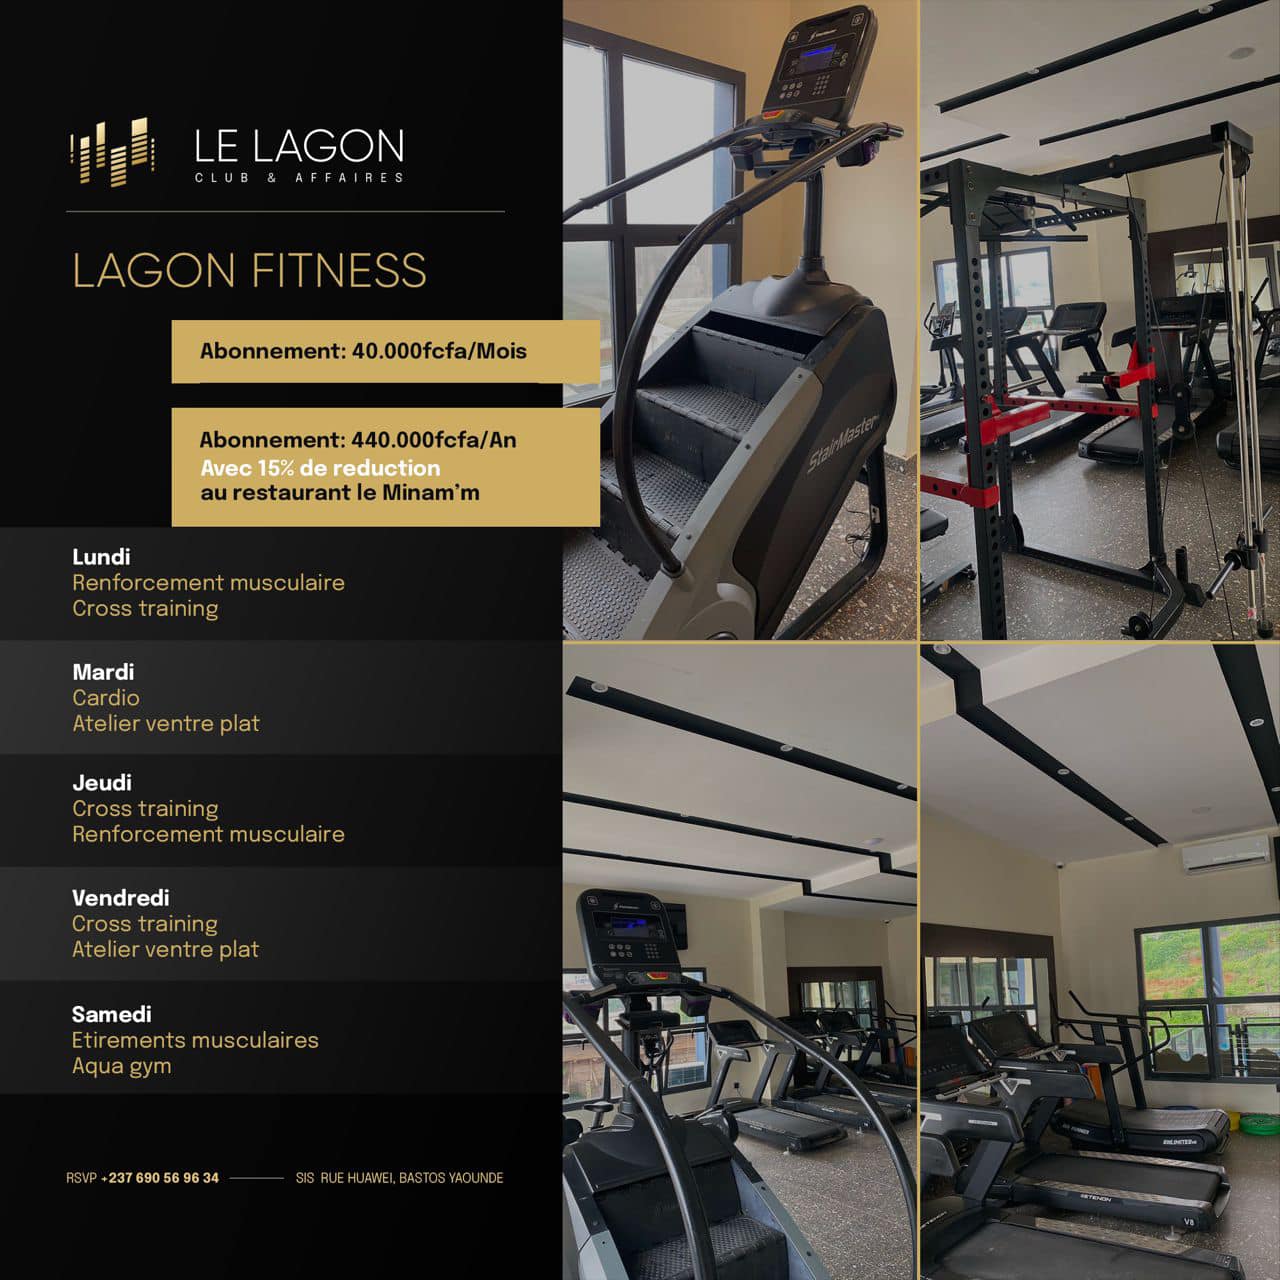 LE LAGON
CLUB & AFFAIRES
LAGON FITNESS
Abonnement: 40.000fcfa/Mois
Abonnement: 440.000fcfa/An
Avec 15% de reduction
au restaurant le Minam'm
Lundi
Renforcement musculaire
Cross training
Mardi
Cardio
Atelier ventre plat
Jeudi
Cross training
Renforcement musculaire
Vendredi
Cross training
Atelier ventre plat
Samedi
Etirements musculaires
Aqua gym
RSVP +237 690 56 96 34
SIS RUE HUAWEI, BASTOS YAOUNDE
StairMaster
UNLIMITED
RETENON
V8